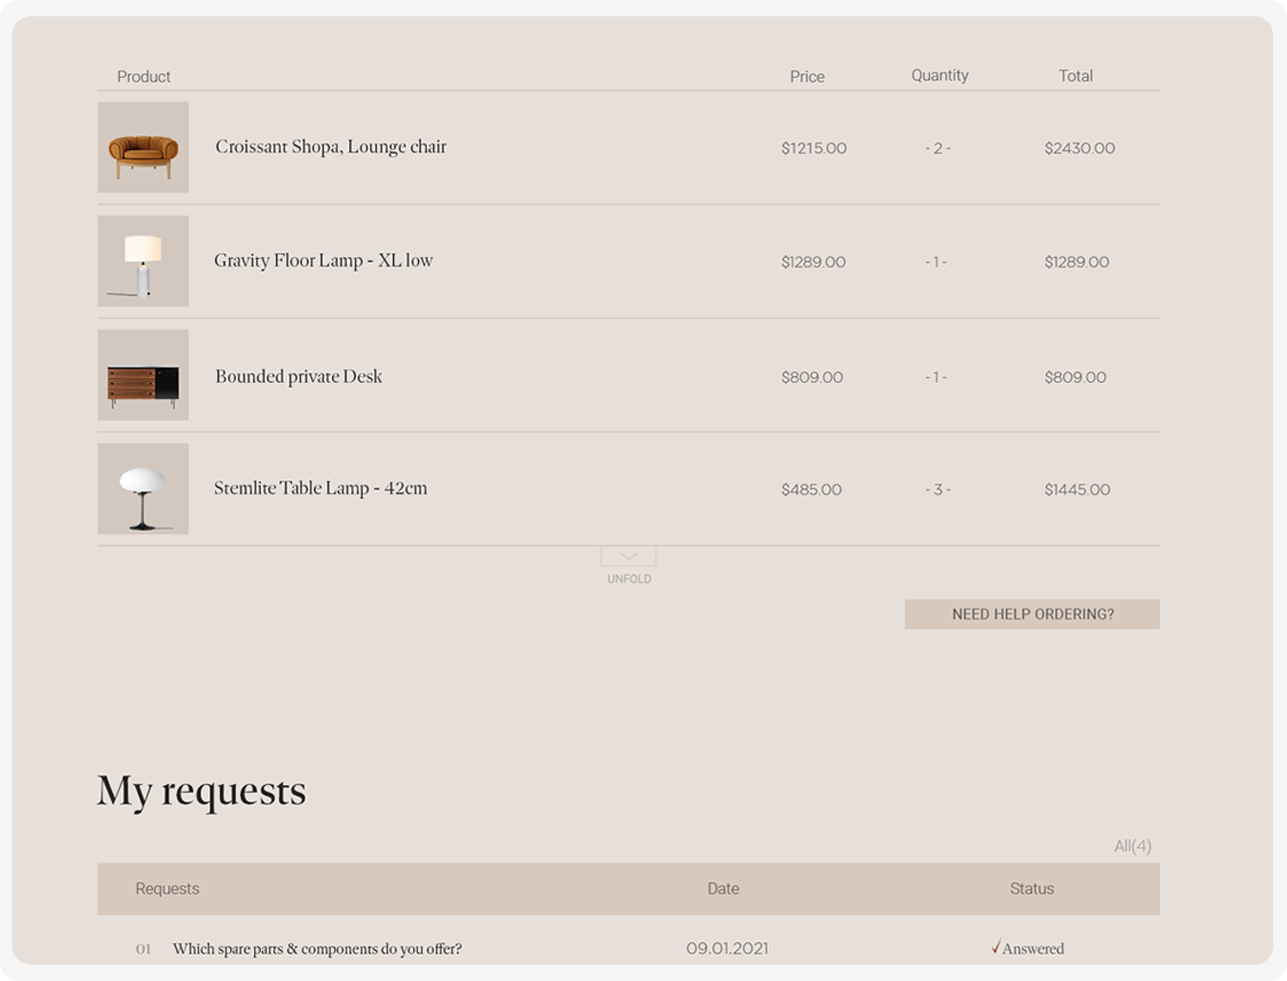 Product Price Quantity Total
Croissant Shopa, Lounge chair $1215.00 - 2 - $2430.00
Gravity Floor Lamp - XL low $1289.00 - 1 - $1289.00
Bounded private Desk $809.00 - 1 - $809.00
Stemlite Table Lamp - 42cm $485.00 - 3 - $1445.00
UNFOLD
NEED HELP ORDERING?
My requests
All(4)
Requests Date Status
01 Which spare parts & components do you offer? 09.01.2021 Answered